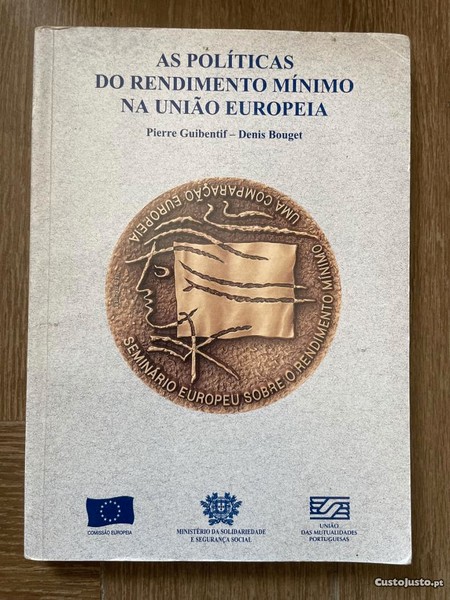 AS POLÍTICAS
DO RENDIMENTO MÍNIMO
NA UNIÃO EUROPEIA
Pierre Guibentif – Denis Bouget
SEMINÁRIO EUROPEU SOBRE O RENDIMENTO MÍNIMO
UMA COMPARAÇÃO EUROPEIA
COMISSÃO EUROPEIA
MINISTÉRIO DA SOLIDARIEDADE
E SEGURANÇA SOCIAL
UNIÃO
DAS MUTUALIDADES
PORTUGUESAS
CustoJusto.pt